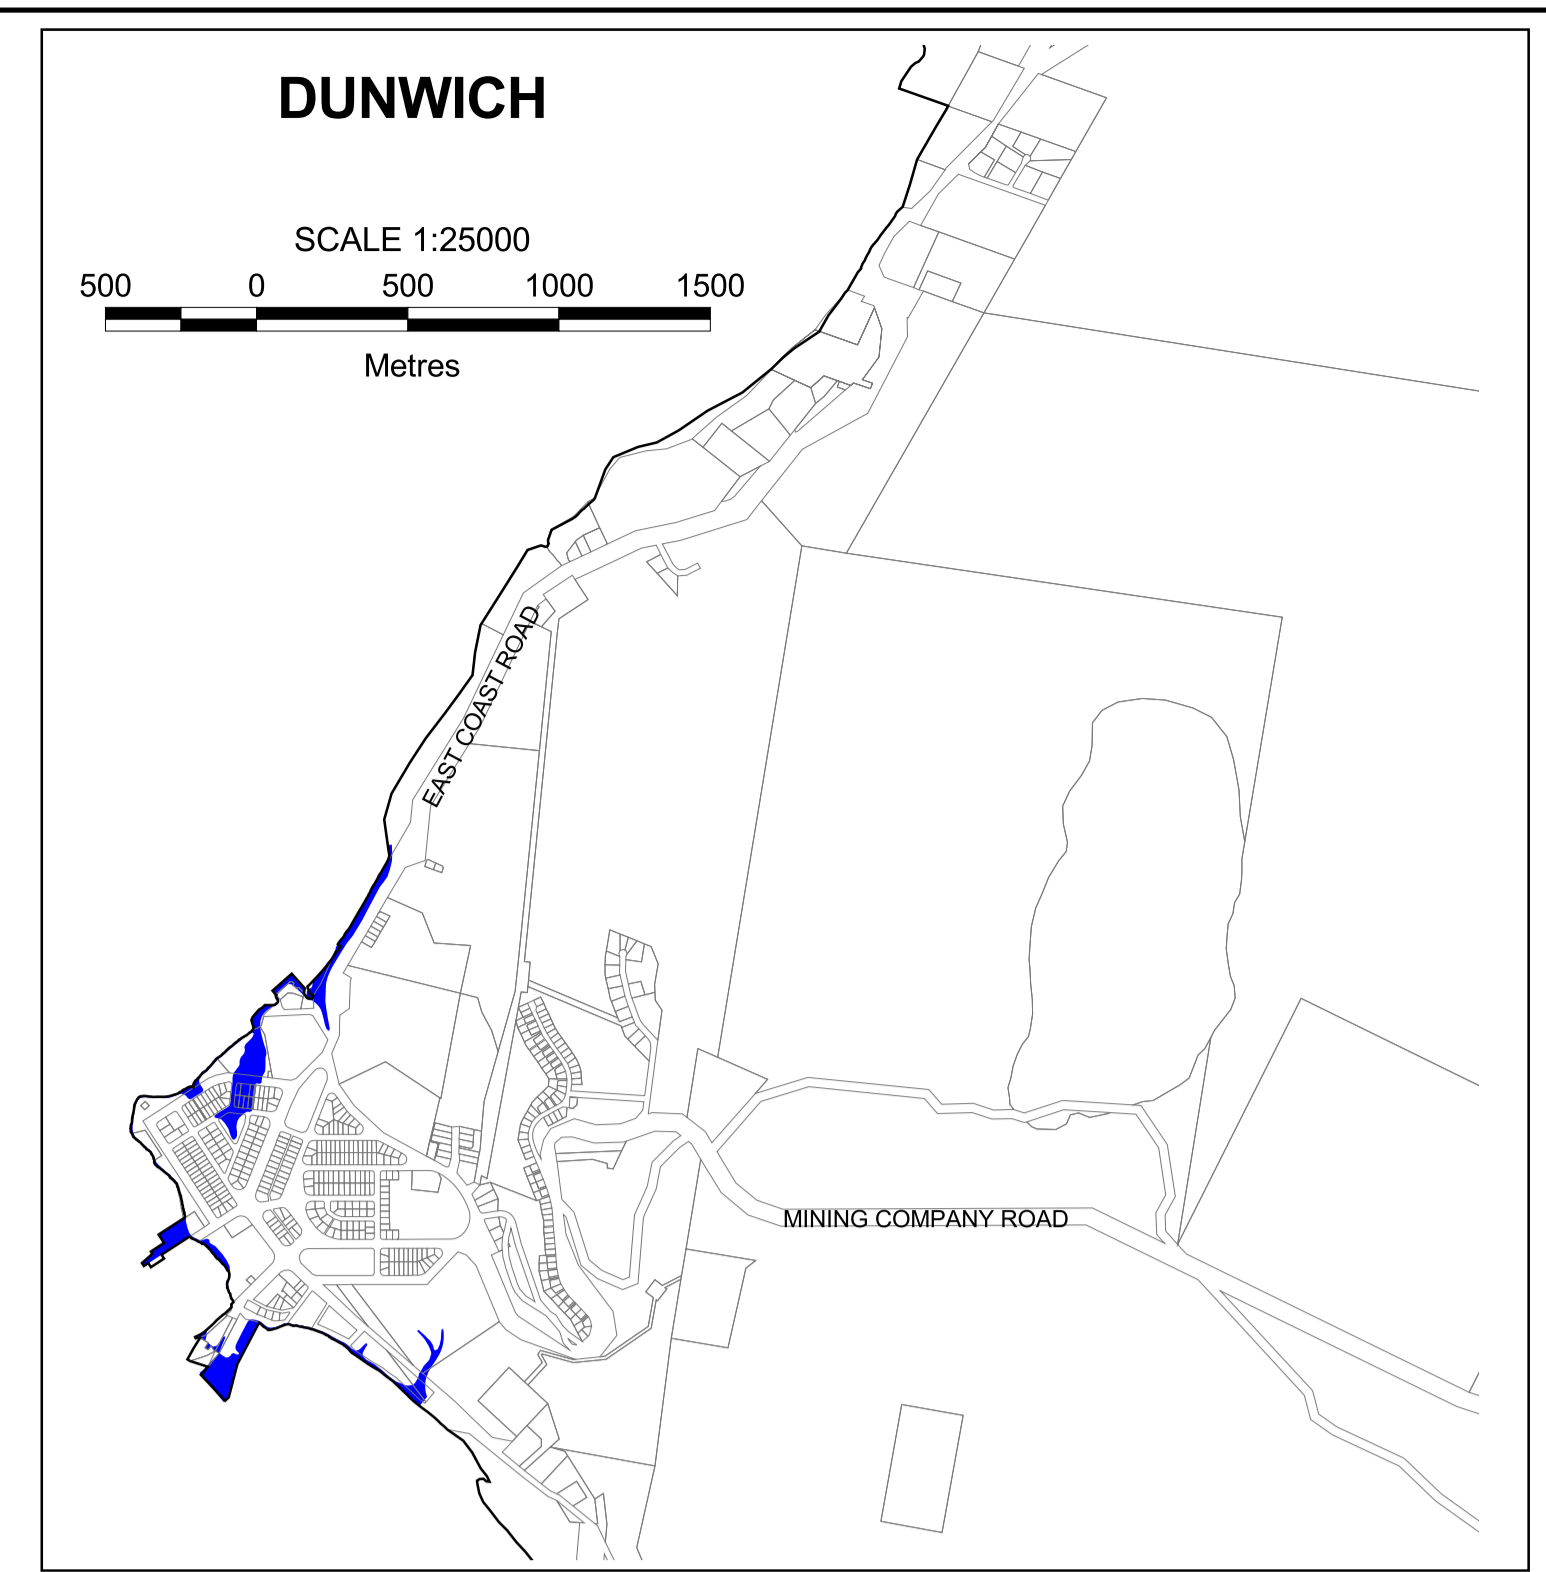 DUNWICH
SCALE 1:25000
500 0 500 1000 1500
Metres
EAST COAST ROAD
MINING COMPANY ROAD